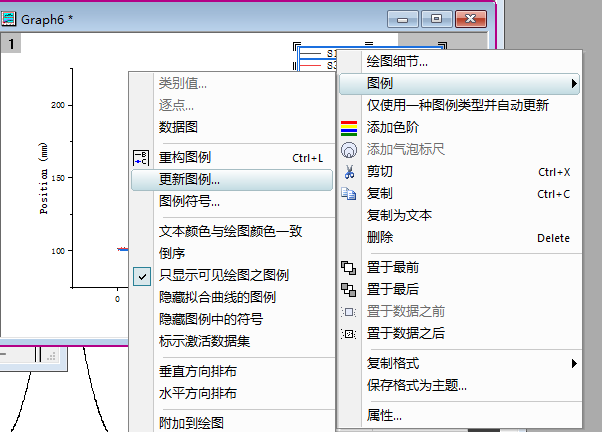 Graph6 *
1
S1
S
200
150
100
0
Position (mm)
类别值...
逐点...
数据图
重构图例 Ctrl+L
更新图例...
图例符号...
文本颜色与绘图颜色一致
倒序
只显示可见绘图之图例
隐藏拟合曲线的图例
隐藏图例中的符号
标示激活数据集
垂直方向排布
水平方向排布
附加到绘图
绘图细节...
图例
仅使用一种图例类型并自动更新
添加色阶
添加气泡标尺
剪切 Ctrl+X
复制 Ctrl+C
复制为文本
删除 Delete
置于最前
置于最后
置于数据之前
置于数据之后
复制格式
保存格式为主题...
属性...